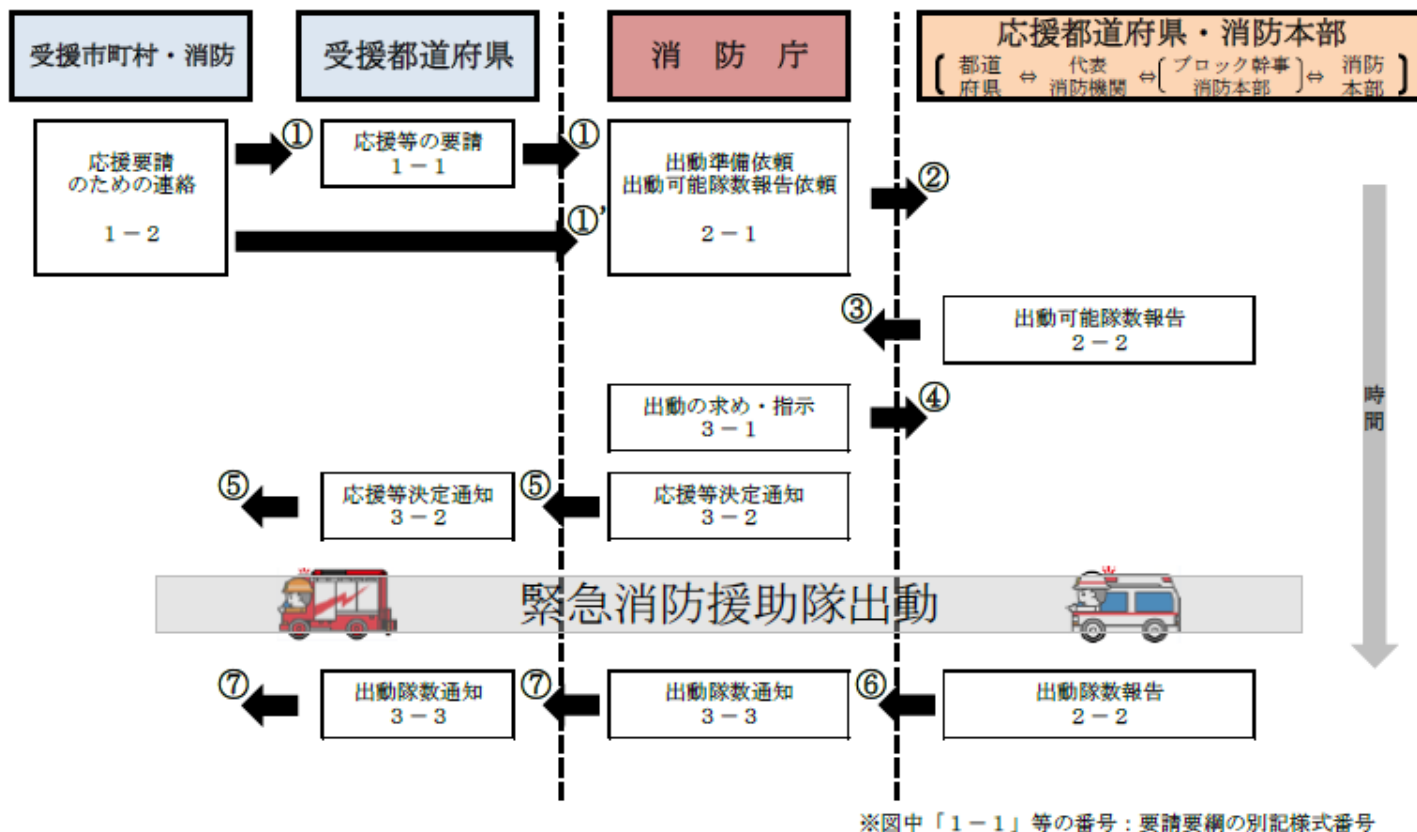 受援市町村・消防
受援都道府県
消 防 庁
応援都道府県・消防本部
都道府県 ⇔ 代表消防機関 ⇔ ブロック幹事消防本部 ⇔ 消防本部
応援要請
のための連絡
1-2
①
応援等の要請
1-1
①
①’
出動準備依頼
出動可能隊数報告依頼
2-1
②
③
出動可能隊数報告
2-2
出動の求め・指示
3-1
④
⑤
応援等決定通知
3-2
⑤
応援等決定通知
3-2
時間
緊急消防援助隊出動
⑦
出動隊数通知
3-3
⑦
出動隊数通知
3-3
⑥
出動隊数報告
2-2
※図中「1-1」等の番号:要請要綱の別記様式番号